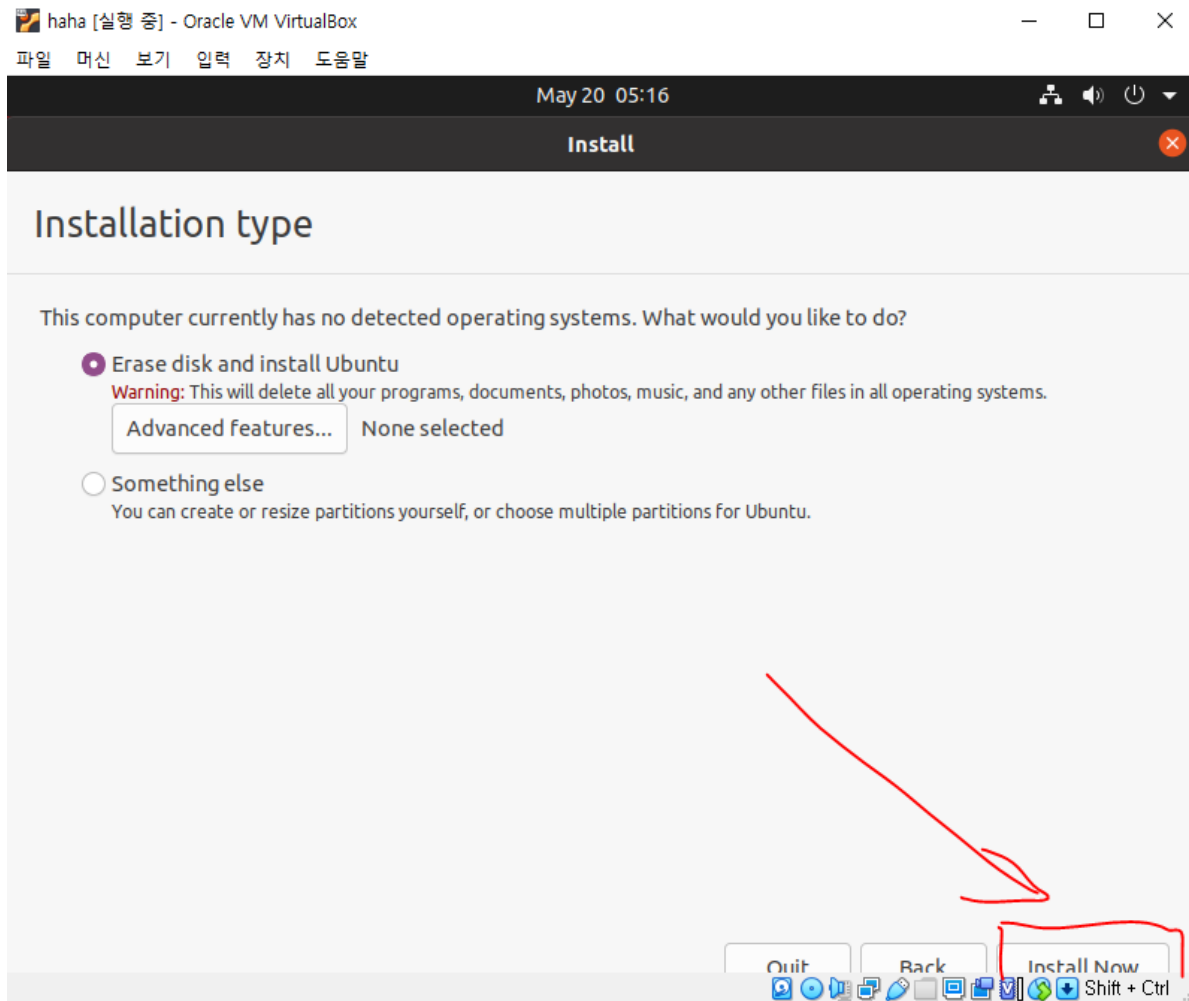 haha [실행 중] - Oracle VM VirtualBox
파일 머신 보기 입력 장치 도움말
May 20 05:16
Install
Installation type
This computer currently has no detected operating systems. What would you like to do?
Erase disk and install Ubuntu
Warning: This will delete all your programs, documents, photos, music, and any other files in all operating systems.
Advanced features... None selected
Something else
You can create or resize partitions yourself, or choose multiple partitions for Ubuntu.
Quit Back Install Now
Shift + Ctrl